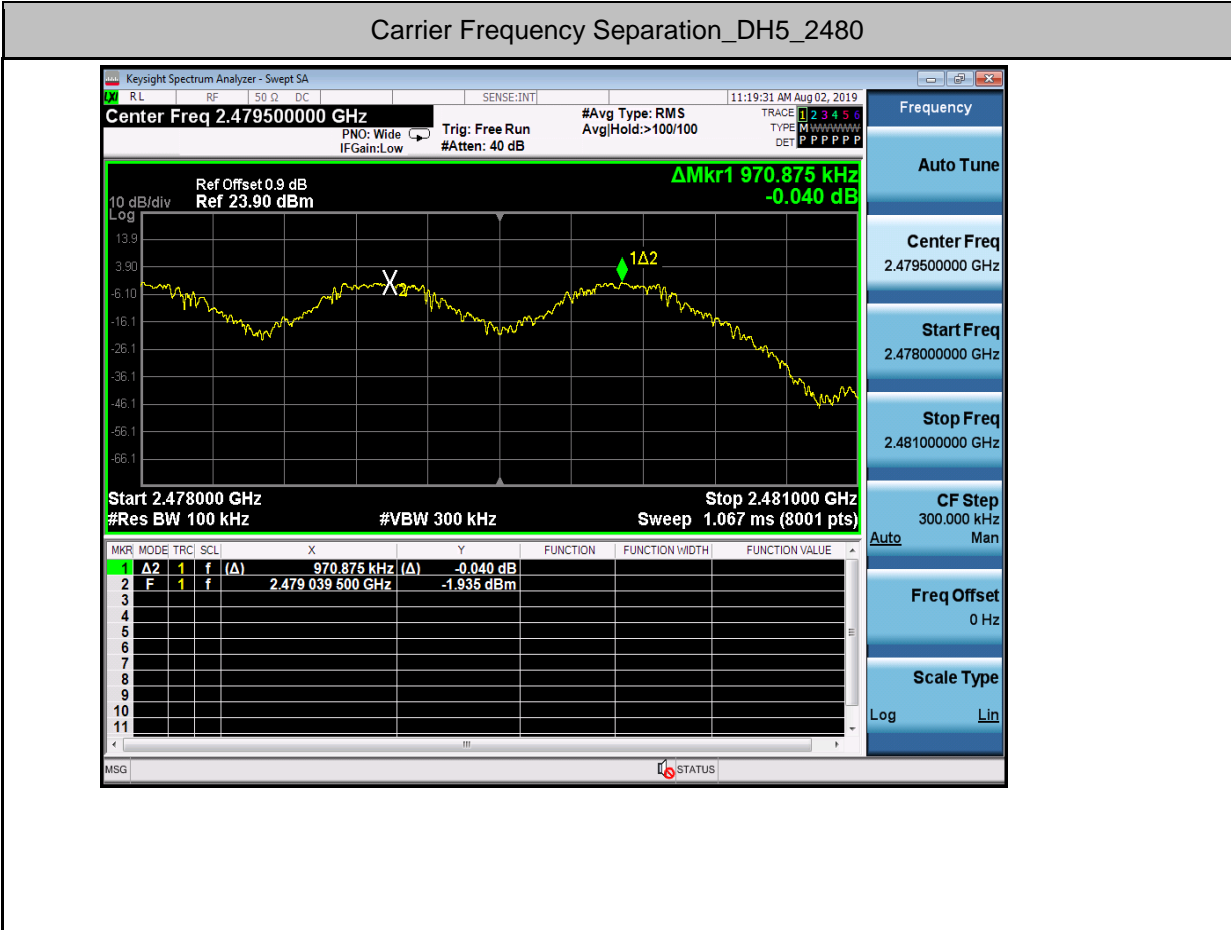 Carrier Frequency Separation_DH5_2480
Keysight Spectrum Analyzer - Swept SA
LXI RL RF 50 Ω DC SENSE:INT 11:19:31 AM Aug 02, 2019
Center Freq 2.479500000 GHz
PNO: Wide
IFGain:Low
Trig: Free Run
#Atten: 40 dB
#Avg Type: RMS
Avg|Hold:>100/100
TRACE 1 2 3 4 5 6
TYPE M WWWWW
DET P P P P P P
ΔMkr1 970.875 kHz
-0.040 dB
Ref Offset 0.9 dB
10 dB/div Ref 23.90 dBm
Log
13.9
3.90
-6.10
-16.1
-26.1
-36.1
-46.1
-56.1
-66.1
X2
1Δ2
Start 2.478000 GHz Stop 2.481000 GHz
#Res BW 100 kHz #VBW 300 kHz Sweep 1.067 ms (8001 pts)
MKR MODE TRC SCL X Y FUNCTION FUNCTION WIDTH FUNCTION VALUE
1 Δ2 1 f (Δ) 970.875 kHz (Δ) -0.040 dB
2 F 1 f 2.479 039 500 GHz -1.935 dBm
3
4
5
6
7
8
9
10
11
MSG STATUS
Frequency
Auto Tune
Center Freq
2.479500000 GHz
Start Freq
2.478000000 GHz
Stop Freq
2.481000000 GHz
CF Step
300.000 kHz
Auto Man
Freq Offset
0 Hz
Scale Type
Log Lin